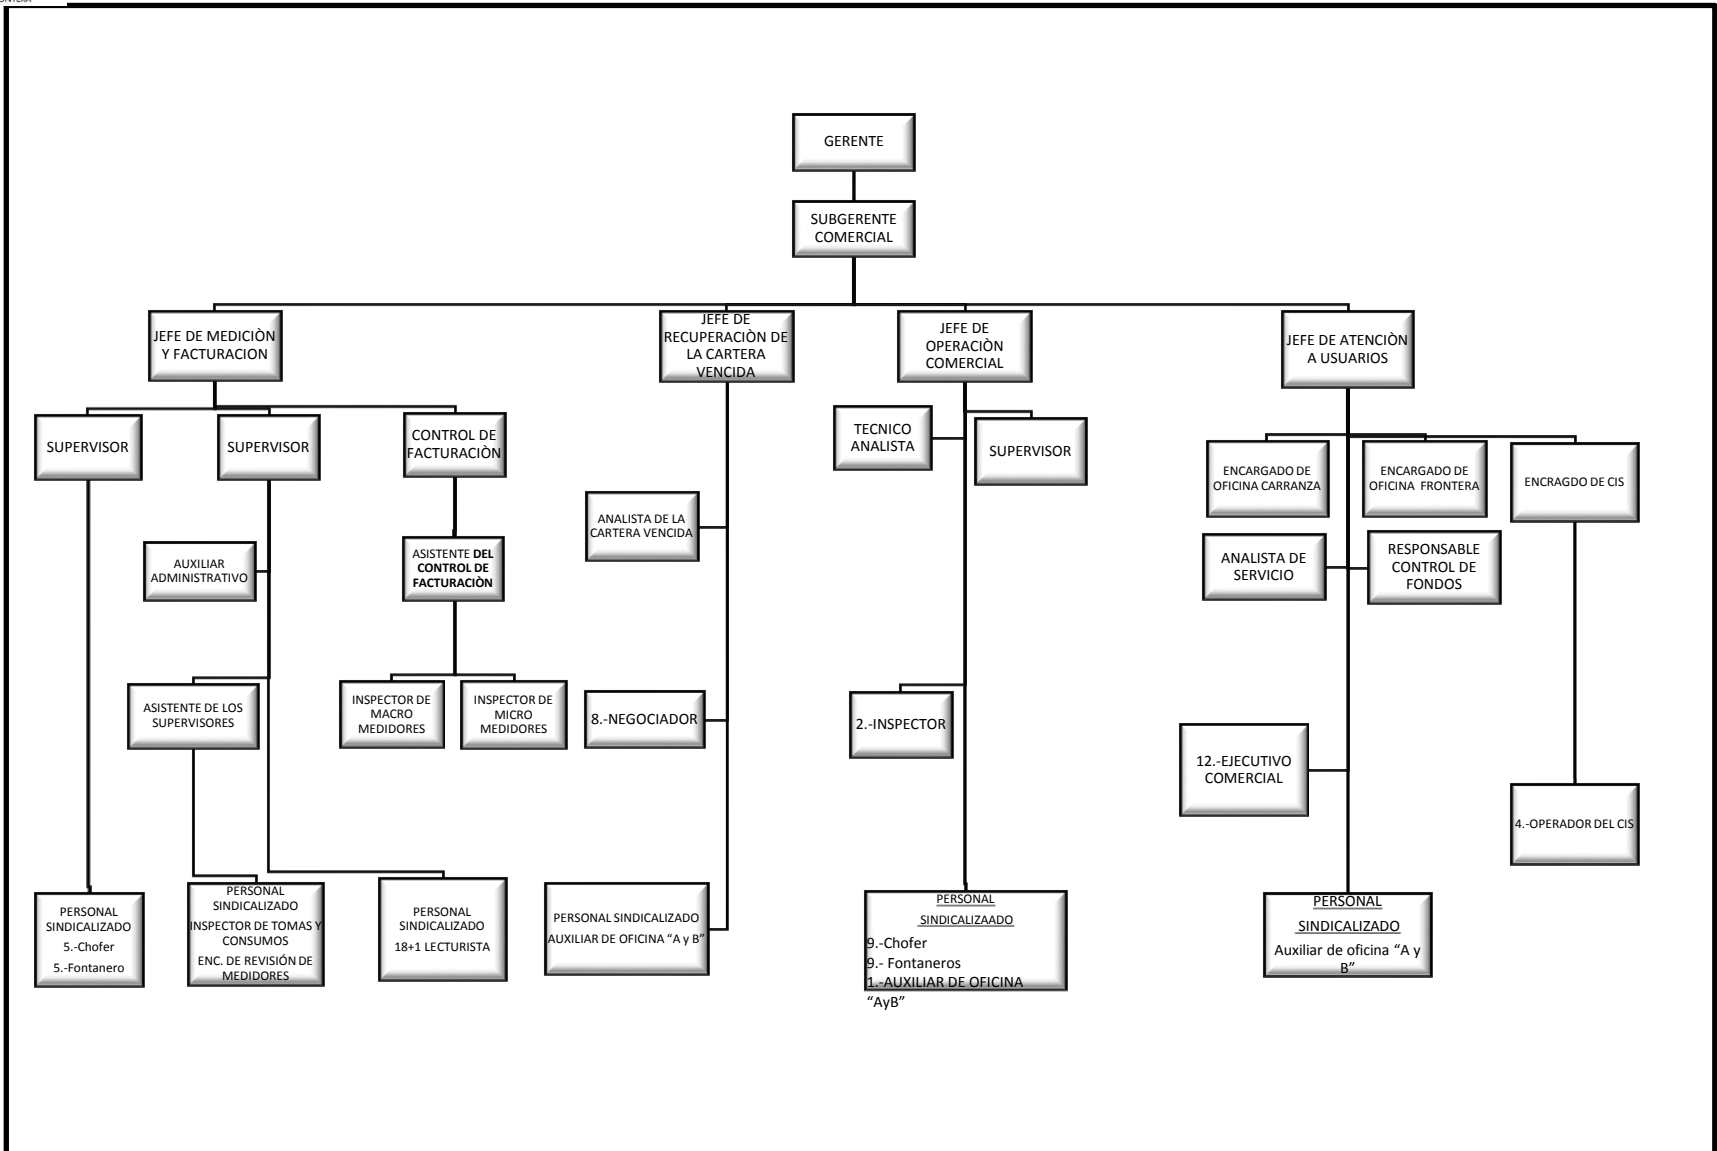 GERENTE
SUBGERENTE
COMERCIAL
JEFE DE MEDICIÒN
Y FACTURACION
JEFE DE
RECUPERACIÒN DE
LA CARTERA
VENCIDA
JEFE DE
OPERACIÒN
COMERCIAL
JEFE DE ATENCIÒN
A USUARIOS
SUPERVISOR
SUPERVISOR
CONTROL DE
FACTURACIÒN
TECNICO
ANALISTA
SUPERVISOR
ENCARGADO DE
OFICINA CARRANZA
ENCARGADO DE
OFICINA FRONTERA
ENCRAGDO DE CIS
ANALISTA DE LA
CARTERA VENCIDA
AUXILIAR
ADMINISTRATIVO
ASISTENTE DEL
CONTROL DE
FACTURACIÒN
ANALISTA DE
SERVICIO
RESPONSABLE
CONTROL DE
FONDOS
ASISTENTE DE LOS
SUPERVISORES
INSPECTOR DE
MACRO
MEDIDORES
INSPECTOR DE
MICRO
MEDIDORES
8.-NEGOCIADOR
2.-INSPECTOR
12.-EJECUTIVO
COMERCIAL
4.-OPERADOR DEL CIS
PERSONAL
SINDICALIZADO
5.-Chofer
5.-Fontanero
PERSONAL
SINDICALIZADO
INSPECTOR DE TOMAS Y
CONSUMOS
ENC. DE REVISIÓN DE
MEDIDORES
PERSONAL
SINDICALIZADO
18+1 LECTURISTA
PERSONAL SINDICALIZADO
AUXILIAR DE OFICINA “A y B”
PERSONAL
SINDICALIZAADO
9.-Chofer
9.- Fontaneros
1.-AUXILIAR DE OFICINA
“AyB”
PERSONAL
SINDICALIZADO
Auxiliar de oficina “A y
B”